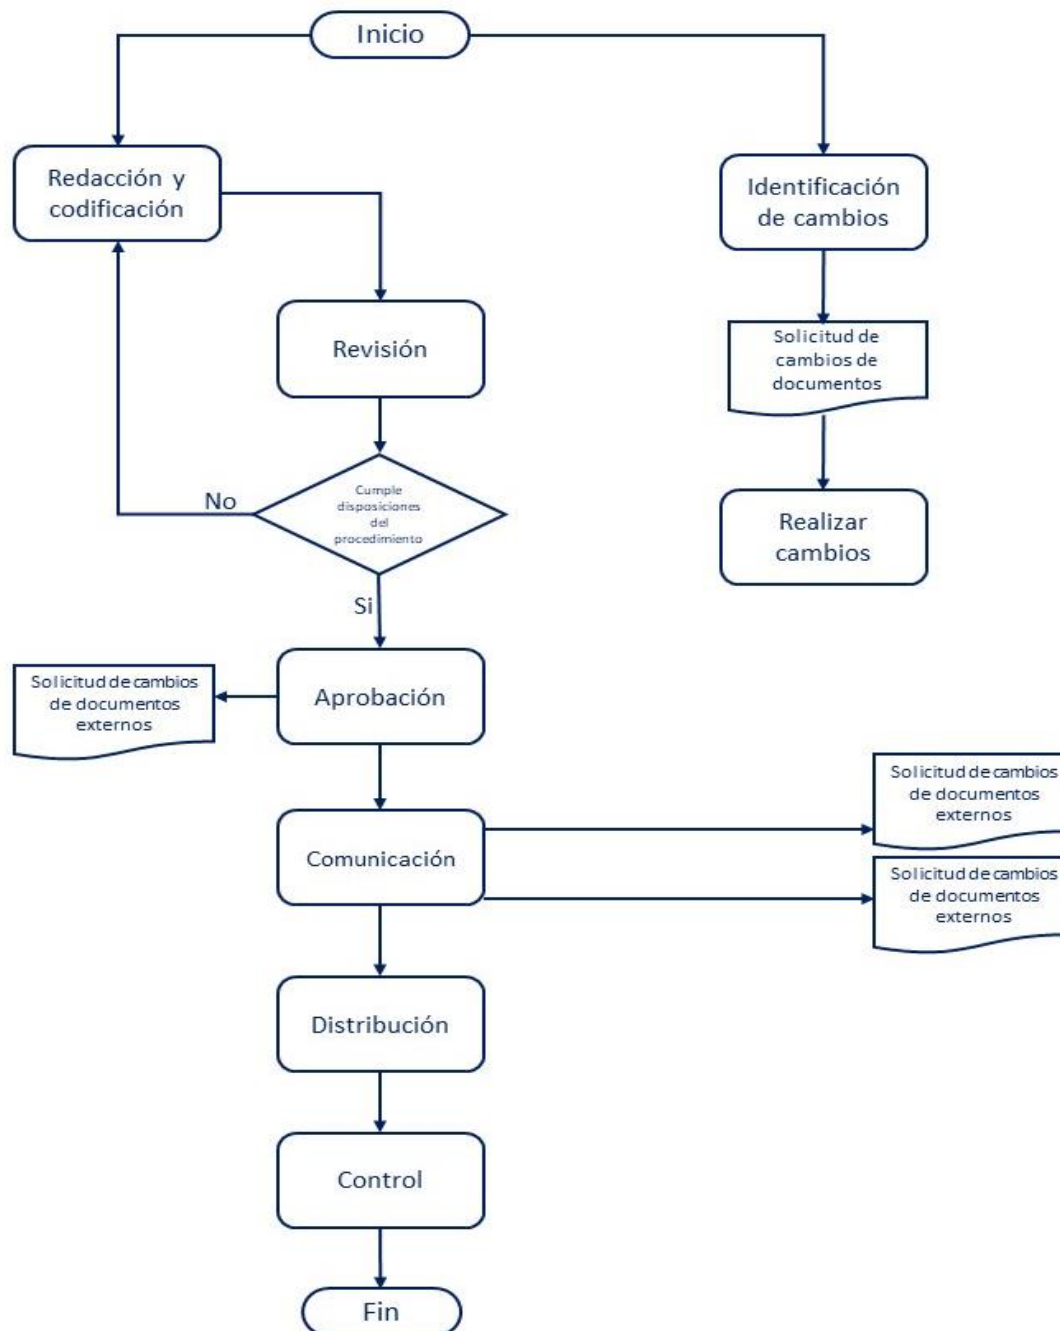 Inicio
Redacción y
codificación
Identificación
de cambios
Revisión
Solicitud de
cambios de
documentos
Cumple
disposiciones
del
procedimiento
No
Realizar
cambios
Si
Aprobación
Solicitud de cambios
de documentos
externos
Comunicación
Solicitud de cambios
de documentos
externos
Solicitud de cambios
de documentos
externos
Distribución
Control
Fin